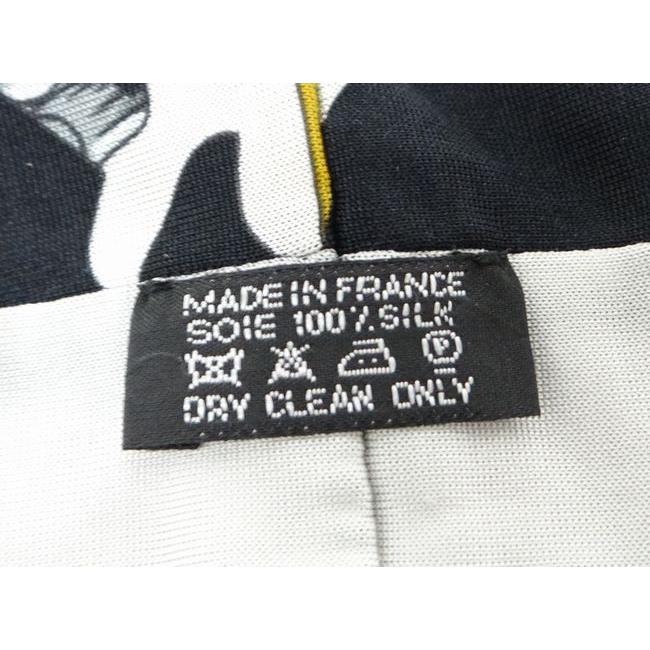 MADE IN FRANCE
SOIE 100% SILK
P
DRY CLEAN ONLY